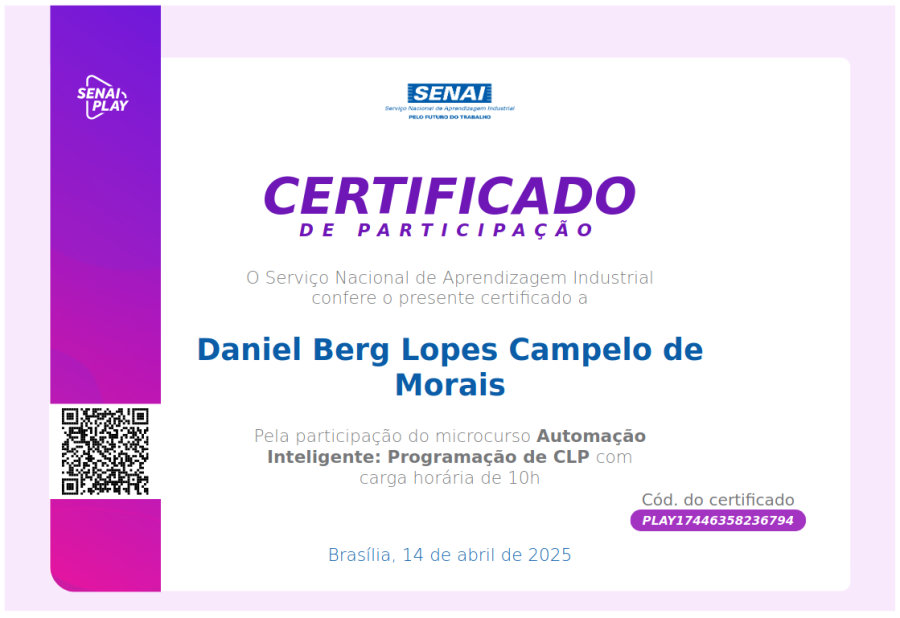 SENAI
PLAY
SENAI
Serviço Nacional de Aprendizagem Industrial
PELO FUTURO DO TRABALHO
CERTIFICADO
DE PARTICIPAÇÃO
O Serviço Nacional de Aprendizagem Industrial
confere o presente certificado a
Daniel Berg Lopes Campelo de
Morais
Pela participação do microcurso Automação
Inteligente: Programação de CLP com
carga horária de 10h
Cód. do certificado
PLAY17446358236794
Brasília, 14 de abril de 2025